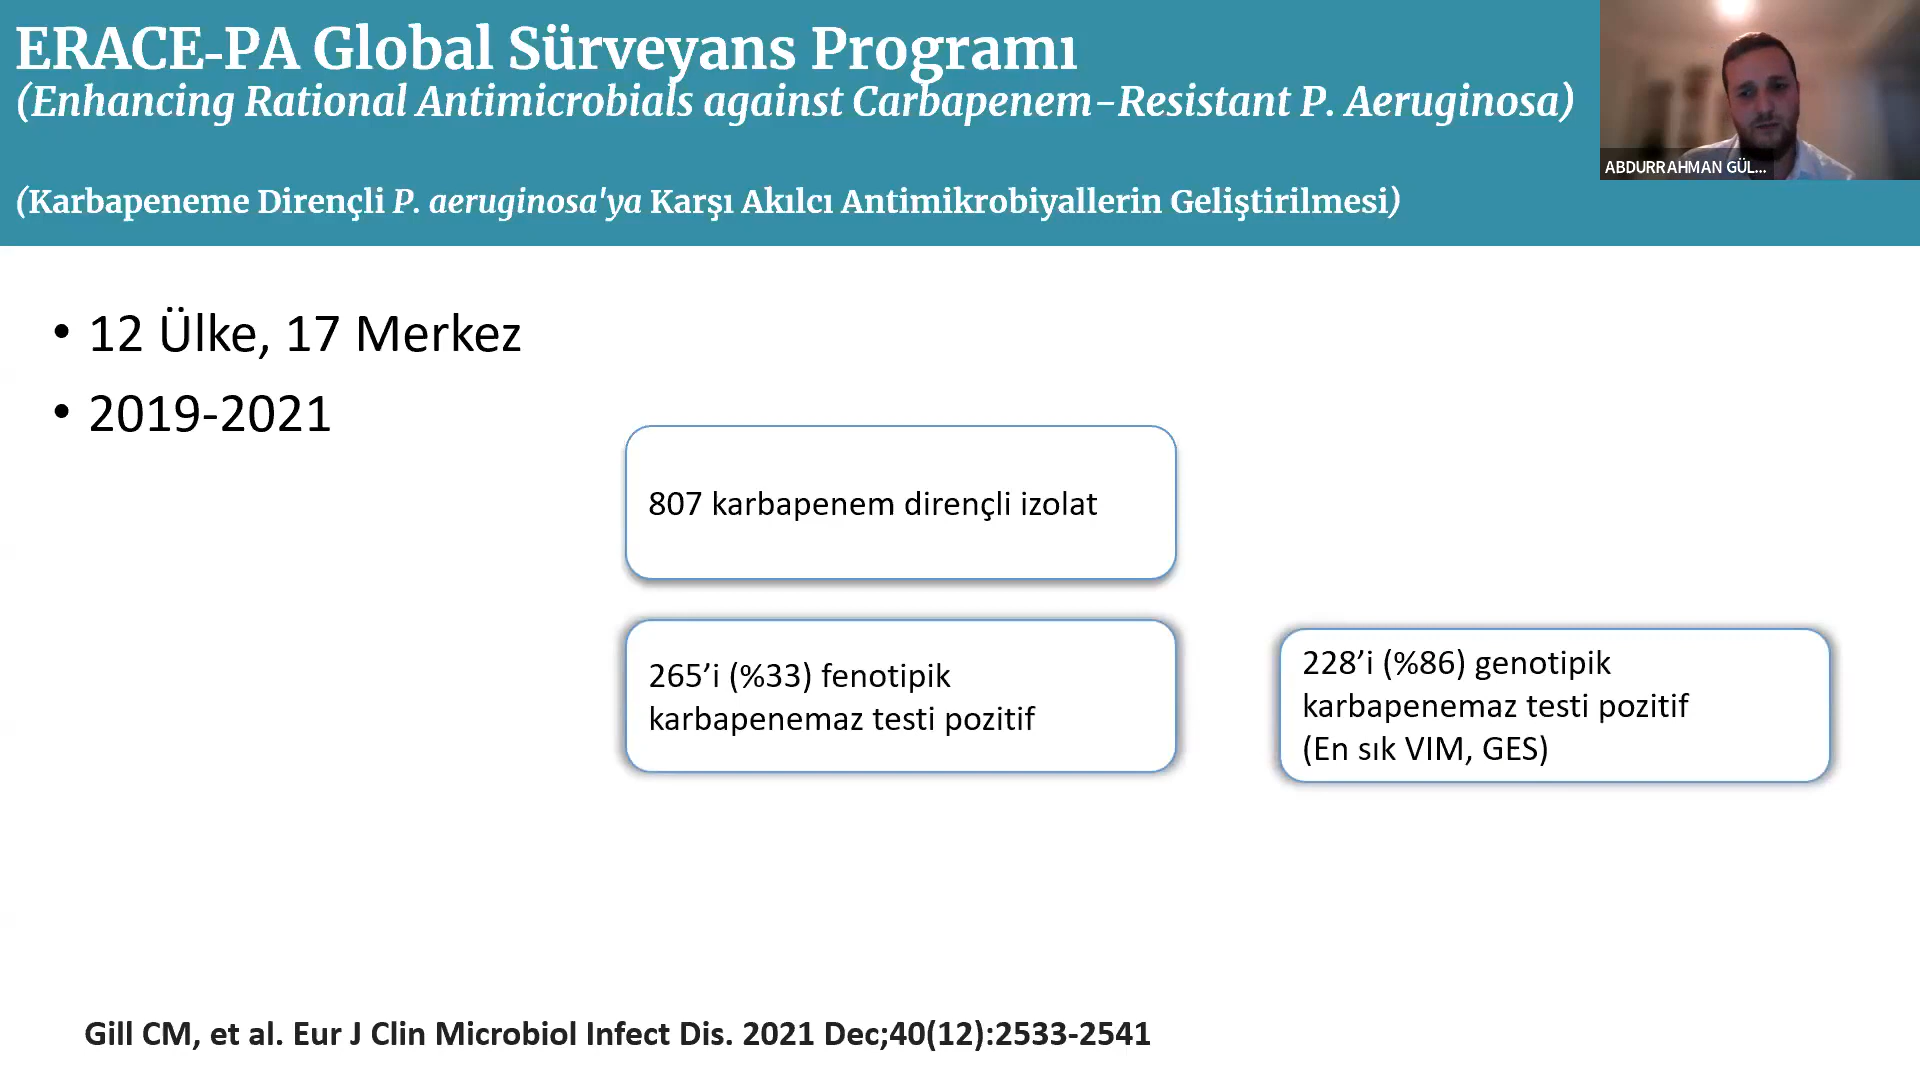 ERACE-PA Global Sürveyans Programı
(Enhancing Rational Antimicrobials against Carbapenem-Resistant P. Aeruginosa)
ABDURRAHMAN GÜL...
(Karbapeneme Dirençli P. aeruginosa'ya Karşı Akılcı Antimikrobiyallerin Geliştirilmesi)
• 12 Ülke, 17 Merkez
• 2019-2021
807 karbapenem dirençli izolat
265’i (%33) fenotipik
karbapenemaz testi pozitif
228’i (%86) genotipik
karbapenemaz testi pozitif
(En sık VIM, GES)
Gill CM, et al. Eur J Clin Microbiol Infect Dis. 2021 Dec;40(12):2533-2541